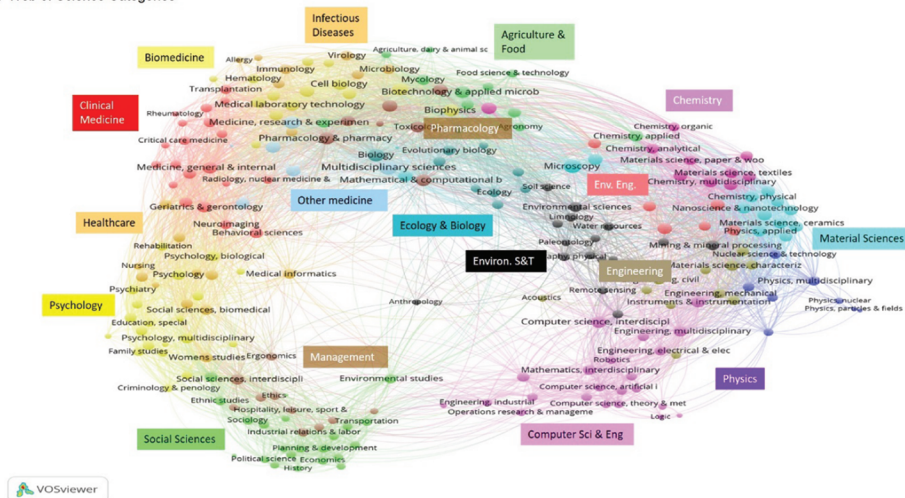 Infectious
Diseases
Agriculture &
Food
Biomedicine
Allergy
Virology
Agriculture, dairy & animal sc
Immunology
Microbiology
Food science & technology
Hematology
Cell biology
Mycology
Transplantation
Biotechnology & applied microb
Clinical
Medicine
Medical laboratory technology
Biophysics
Chemistry
Rheumatology
Medicine, research & experimen
Pharmacology
Chemistry, organic
Critical care medicine
Pharmacology & pharmacy
Chemistry, applied
Biology
Evolutionary biology
Chemistry, analytical
Materials science, paper & woo
Medicine, general & internal
Multidisciplinary sciences
Microscopy
Materials science, textiles
Radiology, nuclear medicine &
Mathematical & computational b
Env. Eng.
Chemistry, multidisciplinary
Ecology
Soil science
Chemistry, physical
Other medicine
Geriatrics & gerontology
Environmental sciences
Nanoscience & nanotechnology
Healthcare
Neuroimaging
Ecology & Biology
Limnology
Materials science, ceramics
Behavioral sciences
Water resources
Physics, applied
Material Sciences
Rehabilitation
Paleontology
Mining & mineral processing
Psychology, biological
Environ. S&T
Nuclear science & technology
Nursing
Psychology
Medical informatics
Engineering
Materials science, characteriz
Psychiatry
Physics, multidisciplinary
Remote sensing
Engineering, mechanical
Psychology
Social sciences, biomedical
Anthropology
Acoustics
Instruments & instrumentation
Physics, nuclear
Physics, particles & fields
Education, special
Computer science, interdiscipl
Psychology, multidisciplinary
Engineering, multidisciplinary
Family studies
Womens studies
Ergonomics
Management
Engineering, electrical & elec
Robotics
Mathematics, interdisciplinary
Physics
Social sciences, interdiscipli
Environmental studies
Criminology & penology
Computer science, artificial i
Ethnic studies
Ethics
Engineering, industrial
Computer science, theory & met
Hospitality, leisure, sport &
Operations research & manageme
Logic
Sociology
Transportation
Social Sciences
Industrial relations & labor
Computer Sci & Eng
Planning & development
Political science
Economics
History
VOSviewer